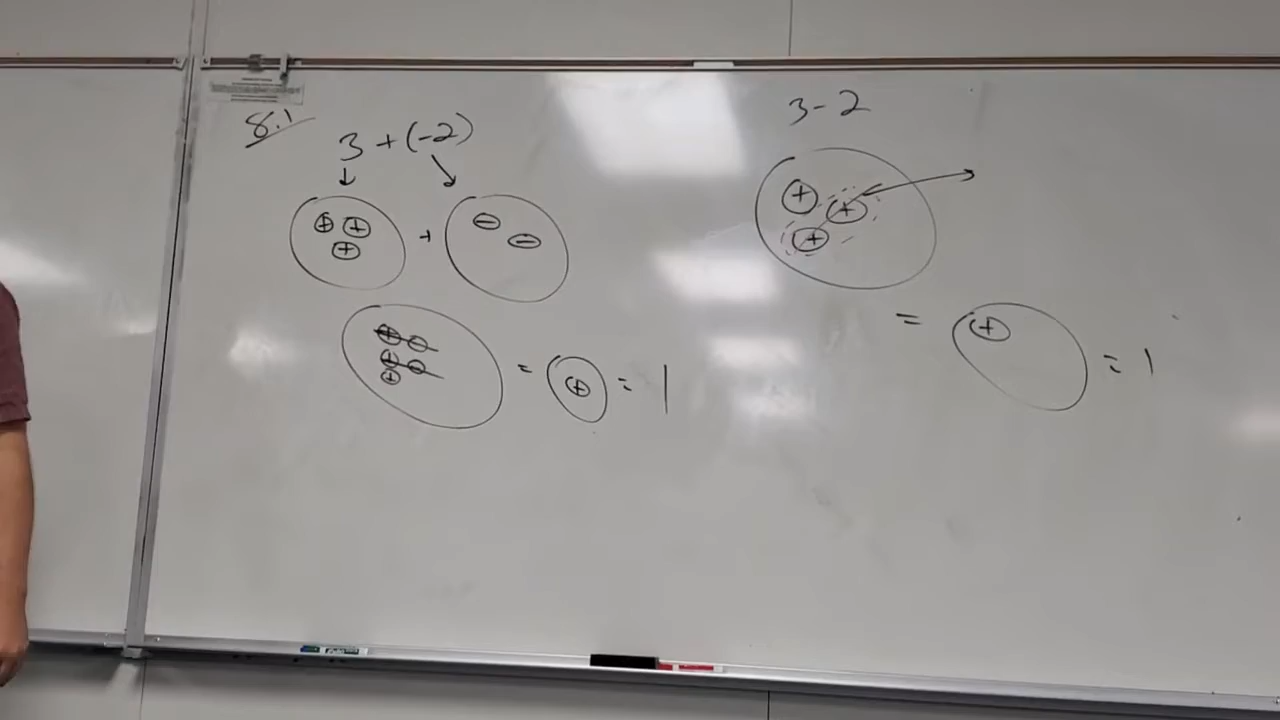 8.1
3 + (-2)
↓ ↘
⊕ ⊕ ⊕ + ⊖ ⊖
⊕ ⊖ ⊕ ⊖ ⊕ = ⊕ = 1
3 - 2
⊕ ⊕ ⊕ →
= ⊕ = 1